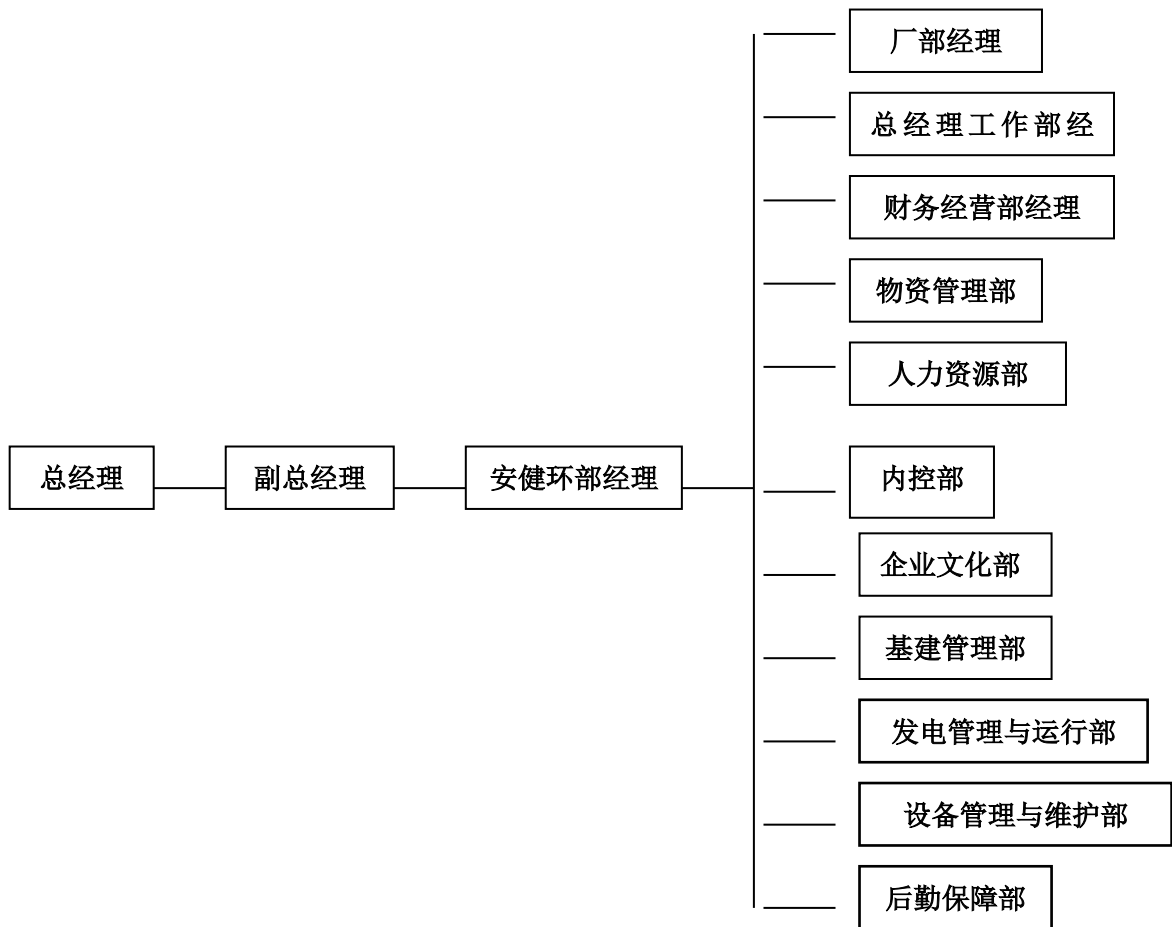 厂部经理
总经理工作部经
财务经营部经理
物资管理部
人力资源部
总经理
副总经理
安健环部经理
内控部
企业文化部
基建管理部
发电管理与运行部
设备管理与维护部
后勤保障部